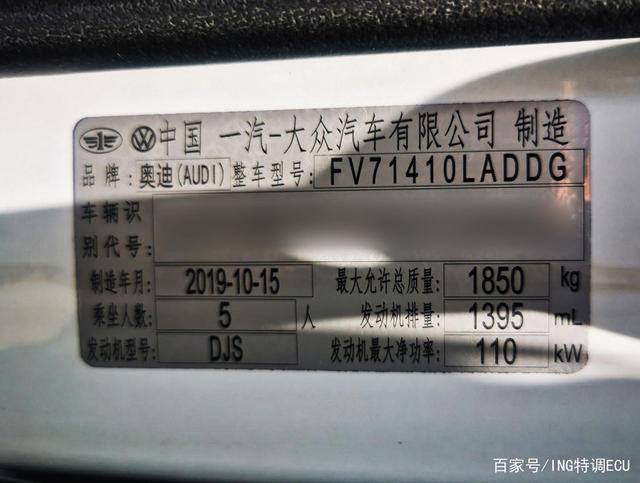 中国 一汽-大众汽车有限公司 制造
品牌: 奥迪(AUDI) 整车型号: FV71410LADDG
车辆识
别代号:
制造年月: 2019-10-15 最大允许总质量: 1850 kg
乘坐人数: 5 人 发动机排量: 1395 mL
发动机型号: DJS 发动机最大净功率: 110 kW
百家号/ING特调ECU